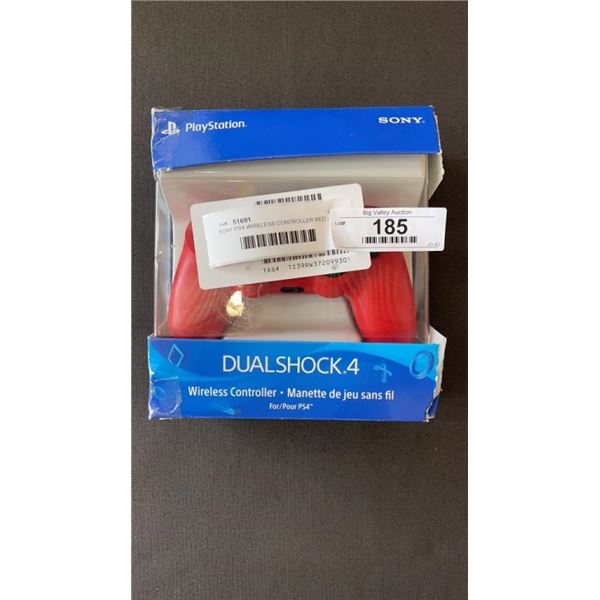 PlayStation
SONY
51691
SONY PS4 WIRELESS CONTROLLER RED
Big Valley Auction
185
TAG#
DUALSHOCK.4
Wireless Controller • Manette de jeu sans fil
For/Pour PS4™